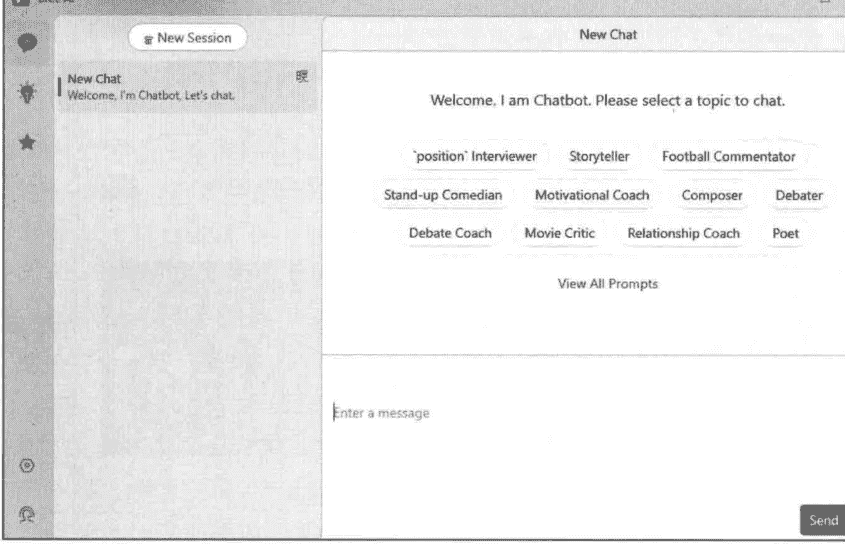 New Session
New Chat
New Chat
Welcome, I'm Chatbot, Let's chat.
Welcome, I am Chatbot. Please select a topic to chat.
`position` Interviewer Storyteller Football Commentator
Stand-up Comedian Motivational Coach Composer Debater
Debate Coach Movie Critic Relationship Coach Poet
View All Prompts
Enter a message
Send